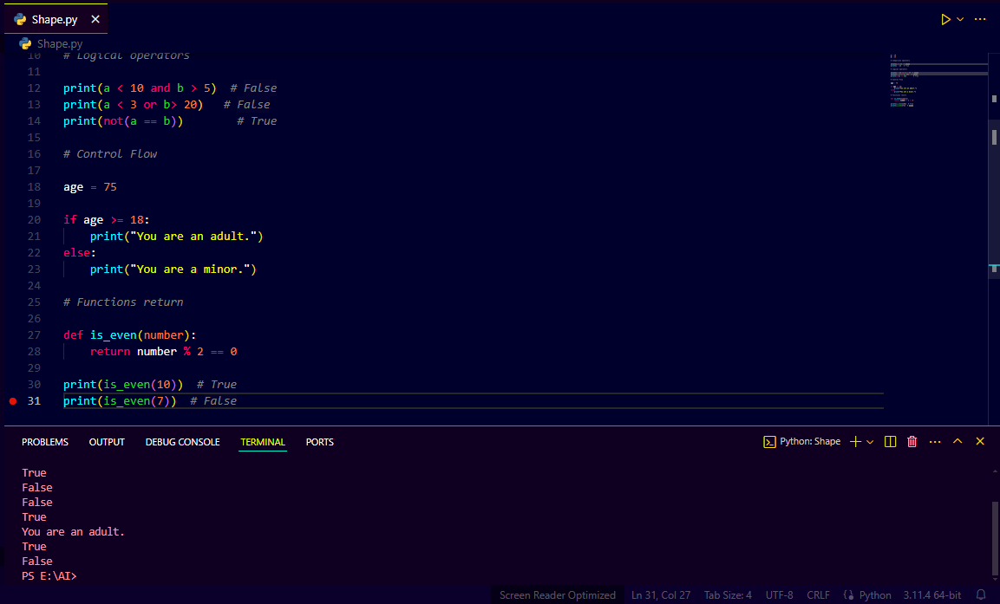 Shape.py
Shape.py
10 # Logical operators
11
12 print(a < 10 and b > 5)  # False
13 print(a < 3 or b> 20)   # False
14 print(not(a == b))        # True
15
16 # Control Flow
17
18 age = 75
19
20 if age >= 18:
21     print("You are an adult.")
22 else:
23     print("You are a minor.")
24
25 # Functions return
26
27 def is_even(number):
28     return number % 2 == 0
29
30 print(is_even(10))  # True
31 print(is_even(7))  # False
PROBLEMS OUTPUT DEBUG CONSOLE TERMINAL PORTS Python: Shape
True
False
False
True
You are an adult.
True
False
PS E:\AI>
Screen Reader Optimized Ln 31, Col 27 Tab Size: 4 UTF-8 CRLF Python 3.11.4 64-bit